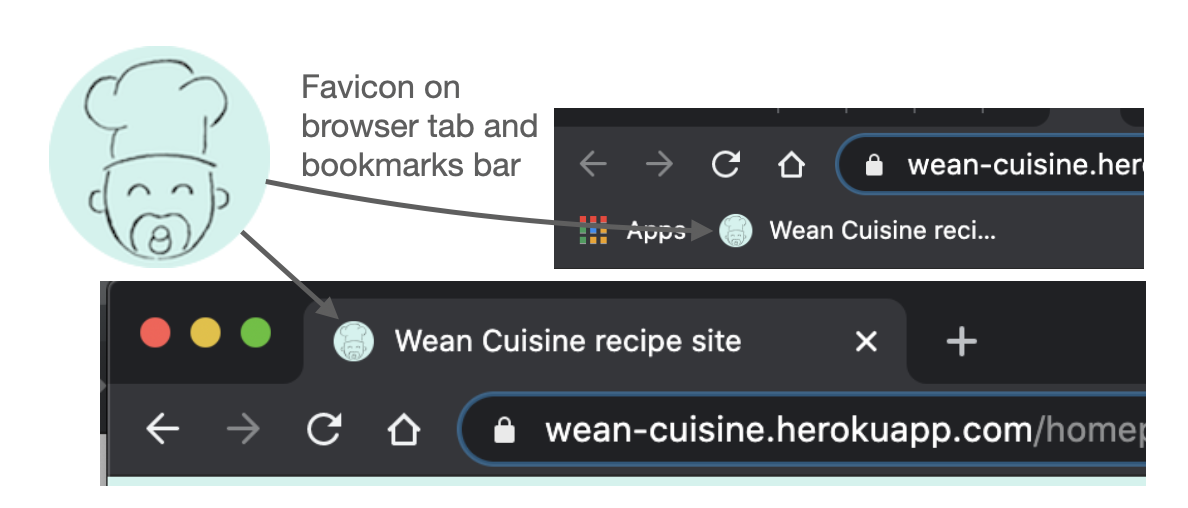 Favicon on
browser tab and
bookmarks bar
wean-cuisine.her
Apps
Wean Cuisine reci...
Wean Cuisine recipe site
wean-cuisine.herokuapp.com/home